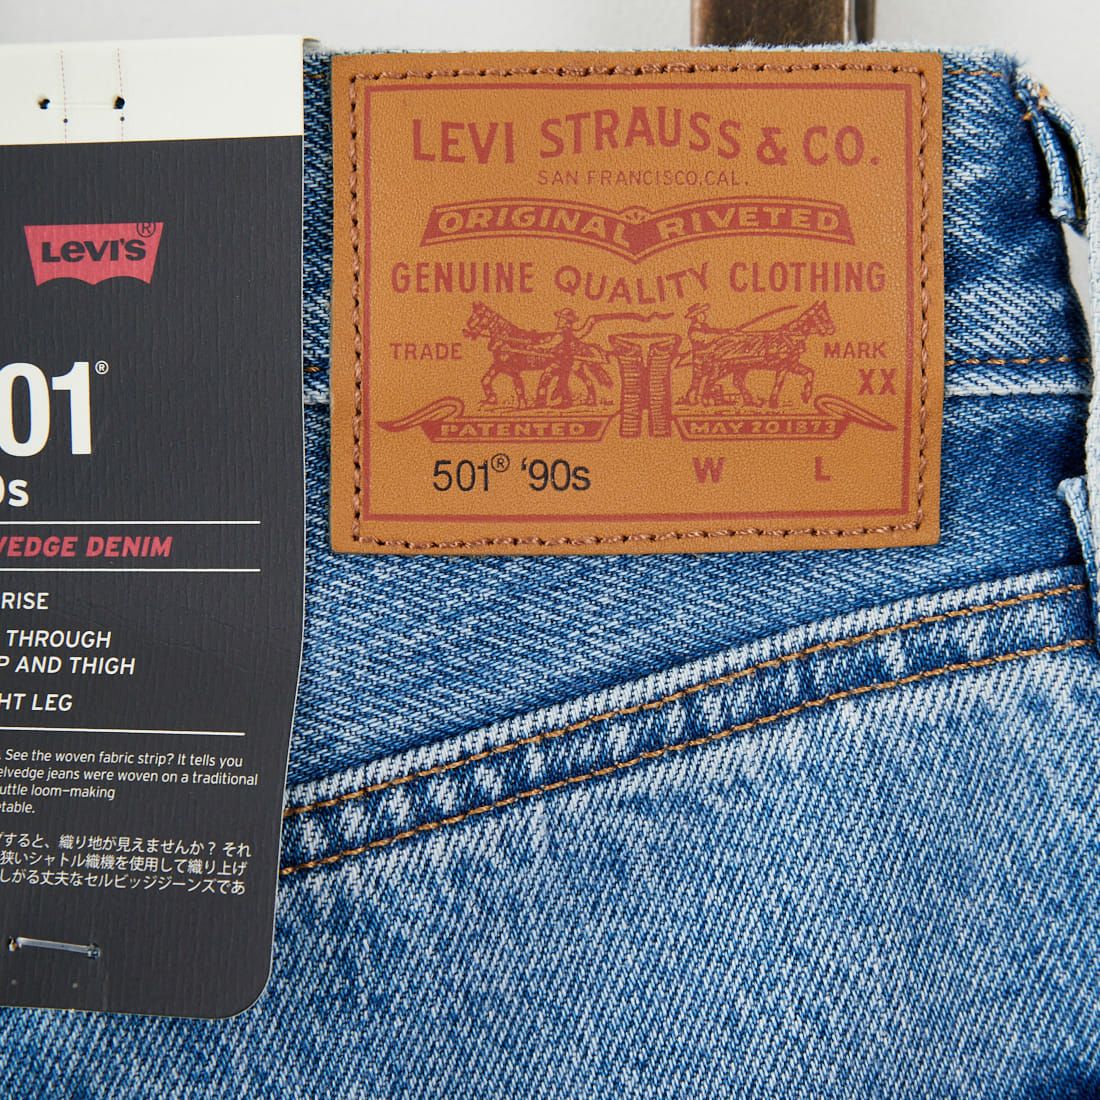 LEVI'S®
01®
0s
VEDGE DENIM
RISE
THROUGH
P AND THIGH
HT LEG
. See the woven fabric strip? It tells you
elvedge jeans were woven on a traditional
uttle loom—making
table.
すると、織り地が見えませんか？ それ
狭いシャトル織機を使用して織り上げ
しがる丈夫なセルビッジジーンズであ
LEVI STRAUSS & CO.
SAN FRANCISCO, CAL.
ORIGINAL RIVETED
GENUINE QUALITY CLOTHING
TRADE MARK
XX
PATENTED MAY 20 1873
501® '90s W L